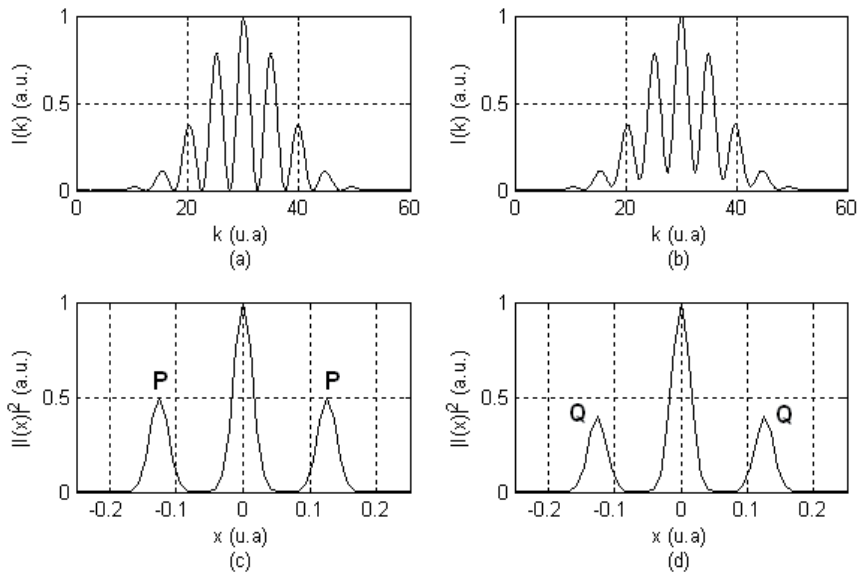 1
0.5
0
I(k) (a.u.)
0 20 40 60
k (u.a)
(a)
1
0.5
0
I(k) (a.u.)
0 20 40 60
k (u.a)
(b)
1
0.5
0
|I(x)|² (a.u.)
P P
-0.2 -0.1 0 0.1 0.2
x (u.a)
(c)
1
0.5
0
|I(x)|² (a.u.)
Q Q
-0.2 -0.1 0 0.1 0.2
x (u.a)
(d)